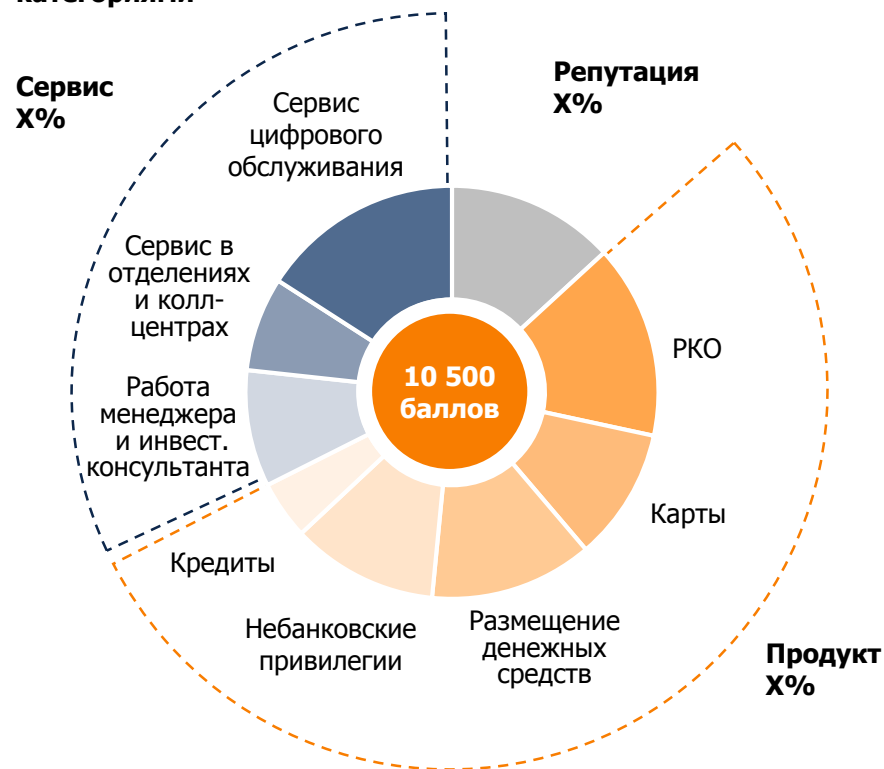 категориями
Сервис
X%
Репутация
X%
Сервис
цифрового
обслуживания
Сервис в
отделениях
и колл-
центрах
РКО
10 500
баллов
Работа
менеджера
и инвест.
консультанта
Карты
Кредиты
Небанковские
привилегии
Размещение
денежных
средств
Продукт
X%